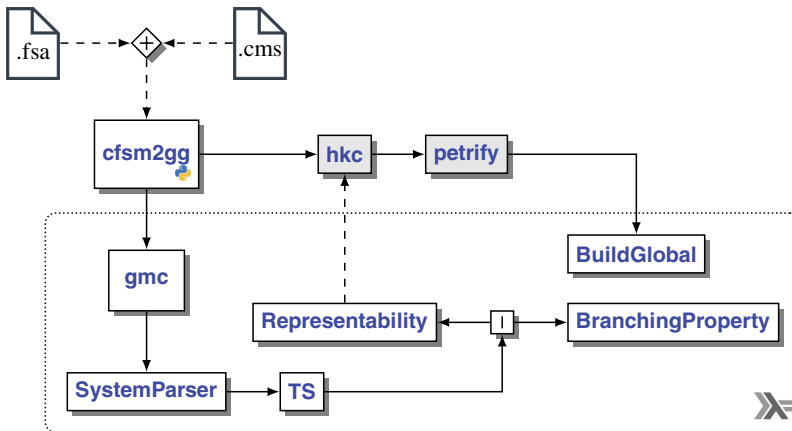 .fsa
+
.cms
cfsm2gg
hkc
petrify
BuildGlobal
gmc
Representability
|
BranchingProperty
SystemParser
TS